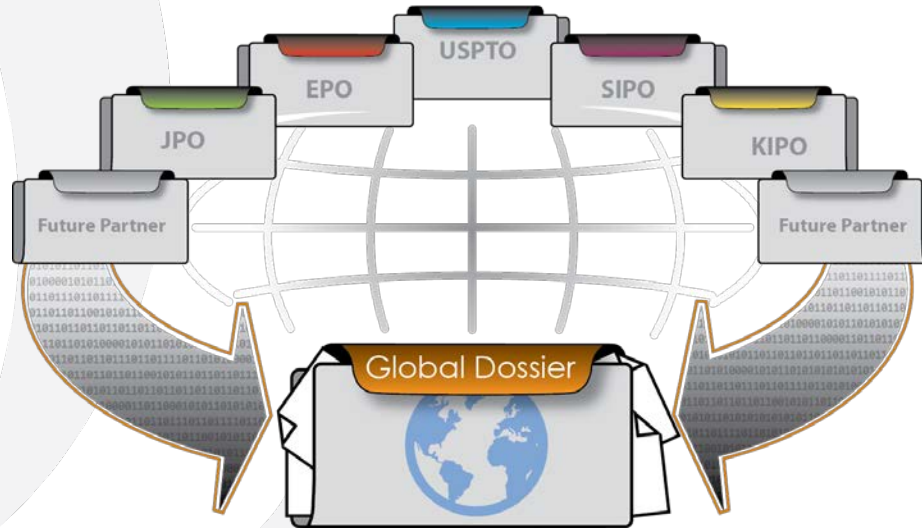 USPTO
EPO
SIPO
JPO
KIPO
Future Partner
Future Partner
Global Dossier